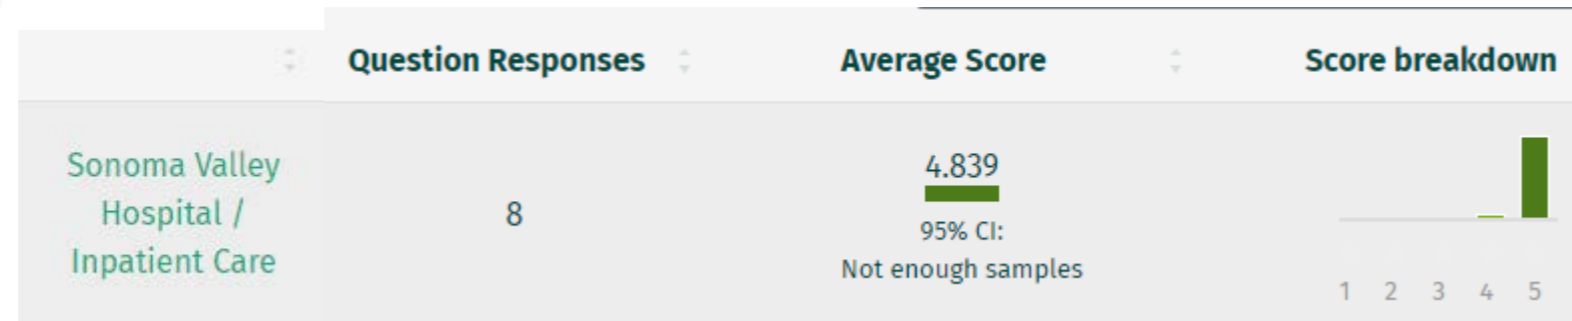 Question Responses
Average Score
Score breakdown
Sonoma Valley
Hospital /
Inpatient Care
8
4.839
95% CI:
Not enough samples
1 2 3 4 5